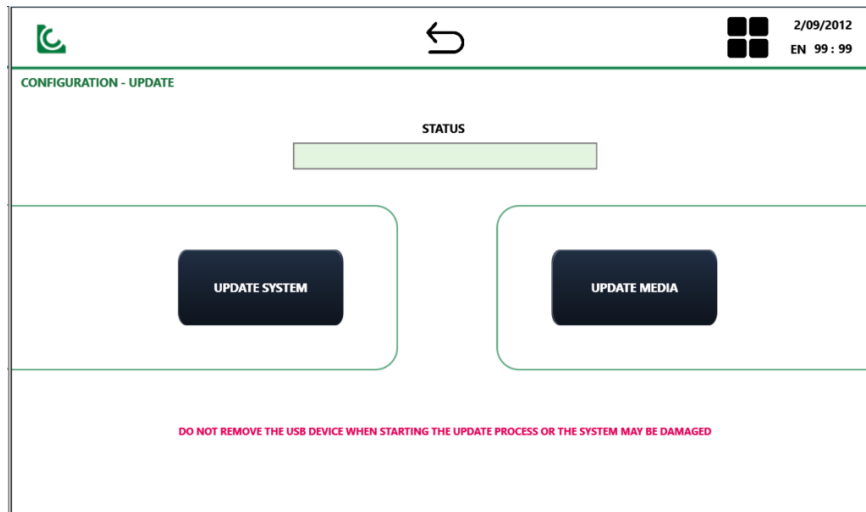 2/09/2012
EN 99 : 99
CONFIGURATION - UPDATE
STATUS
UPDATE SYSTEM
UPDATE MEDIA
DO NOT REMOVE THE USB DEVICE WHEN STARTING THE UPDATE PROCESS OR THE SYSTEM MAY BE DAMAGED